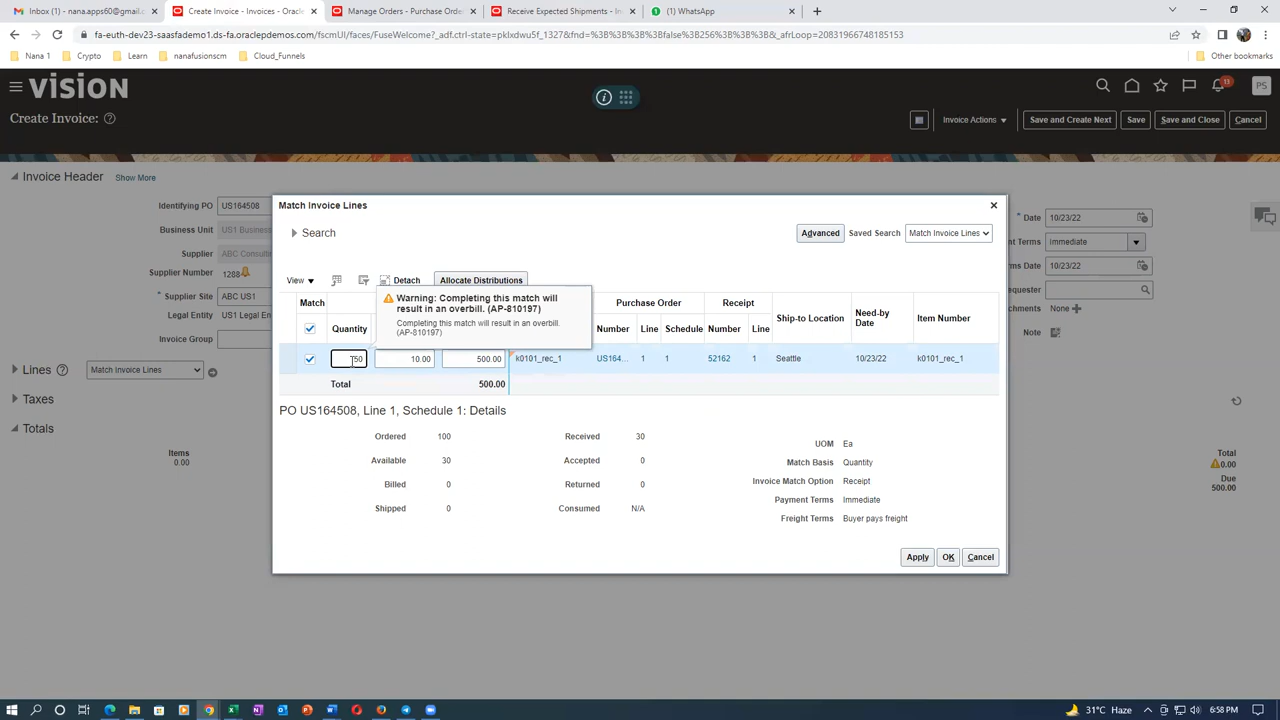 Inbox (1) - nana.apps60@gmail.c
Create Invoice - Invoices - Oracle
Manage Orders - Purchase Order
Receive Expected Shipments - In
(1) WhatsApp
fa-euth-dev23-saasfademo1.ds-fa.oraclepdemos.com/fscmUI/faces/FuseWelcome?_adf.ctrl-state=pklxdwu5f_1327&fnd=%3B%3B%3B%3Bfalse%3B256%3B%3B%3B&_afrLoop=20831966748185153
Nana 1
Crypto
Learn
nanafusionscm
Cloud_Funnels
Other bookmarks
VISION
13
PS
Create Invoice:
Invoice Actions
Save and Create Next
Save
Save and Close
Cancel
Invoice Header
Show More
Identifying PO US164508
Business Unit US1 Business
Supplier ABC Consulti
Supplier Number 1288
* Supplier Site ABC US1
Legal Entity US1 Legal Ent
Invoice Group
* Date 10/23/22
ent Terms Immediate
ms Date 10/23/22
equester
chments None
Note
Lines
Match Invoice Lines
Taxes
Totals
Items
0.00
Total
0.00
Due
500.00
Match Invoice Lines
Search
Advanced
Saved Search
Match Invoice Lines
View
Detach
Allocate Distributions
Warning: Completing this match will
result in an overbill. (AP-810197)
Completing this match will result in an overbill.
(AP-810197)
Match
Quantity
Purchase Order
Number
Line
Schedule
Receipt
Number
Line
Ship-to Location
Need-by
Date
Item Number
50 10.00 500.00 k0101_rec_1 US164... 1 1 52162 1 Seattle 10/23/22 k0101_rec_1
Total 500.00
PO US164508, Line 1, Schedule 1: Details
Ordered 100
Available 30
Billed 0
Shipped 0
Received 30
Accepted 0
Returned 0
Consumed N/A
UOM Ea
Match Basis Quantity
Invoice Match Option Receipt
Payment Terms Immediate
Freight Terms Buyer pays freight
Apply
OK
Cancel
31°C Haze
6:58 PM